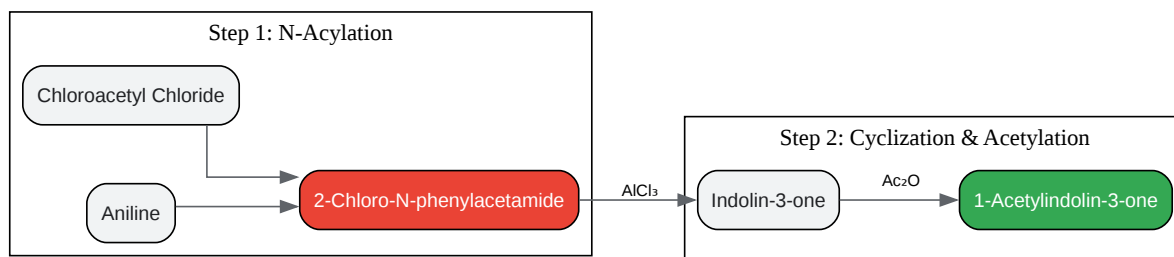 Step 1: N-Acylation
Chloroacetyl Chloride
Aniline
2-Chloro-N-phenylacetamide
AlCl₃
Step 2: Cyclization & Acetylation
Indolin-3-one
Ac₂O
1-Acetylindolin-3-one